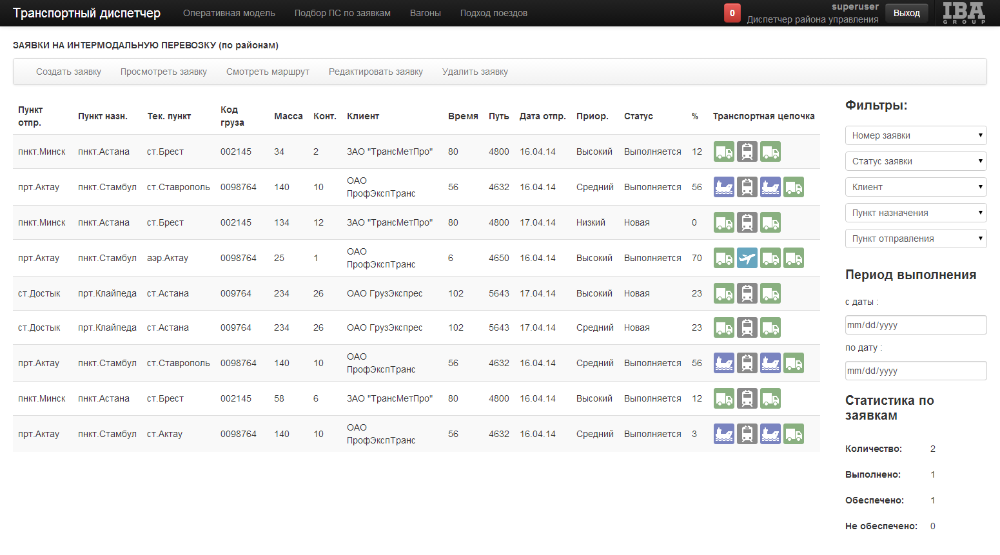 Транспортный диспетчер Оперативная модель Подбор ПС по заявкам Вагоны Подход поездов 0 superuser Диспетчер района управления Выход IBA GROUP
ЗАЯВКИ НА ИНТЕРМОДАЛЬНУЮ ПЕРЕВОЗКУ (по районам)
Создать заявку Просмотреть заявку Смотреть маршрут Редактировать заявку Удалить заявку
Пункт отпр. Пункт назн. Тек. пункт Код груза Масса Конт. Клиент Время Путь Дата отпр. Приор. Статус % Транспортная цепочка
пнкт.Минск пнкт.Астана ст.Брест 002145 34 2 ЗАО "ТрансМетПро" 80 4800 16.04.14 Высокий Выполняется 12
прт.Актау пнкт.Стамбул ст.Ставрополь 0098764 140 10 ОАО ПрофЭкспТранс 56 4632 16.04.14 Средний Выполняется 56
пнкт.Минск пнкт.Астана ст.Брест 002145 134 12 ЗАО "ТрансМетПро" 80 4800 17.04.14 Низкий Новая 0
прт.Актау пнкт.Стамбул аэр.Актау 0098764 25 1 ОАО ПрофЭкспТранс 6 4650 16.04.14 Высокий Выполняется 70
ст.Достык прт.Клайпеда ст.Астана 009764 234 26 ОАО ГрузЭкспрес 102 5643 17.04.14 Высокий Новая 23
ст.Достык прт.Клайпеда ст.Астана 009764 234 26 ОАО ГрузЭкспрес 102 5643 17.04.14 Средний Новая 23
прт.Актау пнкт.Стамбул ст.Ставрополь 0098764 140 10 ОАО ПрофЭкспТранс 56 4632 16.04.14 Средний Выполняется 56
пнкт.Минск пнкт.Астана ст.Брест 002145 58 6 ЗАО "ТрансМетПро" 80 4800 16.04.14 Высокий Выполняется 12
прт.Актау пнкт.Стамбул ст.Актау 0098764 140 10 ОАО ПрофЭкспТранс 56 4632 16.04.14 Средний Выполняется 3
Фильтры:
Номер заявки
Статус заявки
Клиент
Пункт назначения
Пункт отправления
Период выполнения
с даты :
mm/dd/yyyy
по дату :
mm/dd/yyyy
Статистика по
заявкам
Количество: 2
Выполнено: 1
Обеспечено: 1
Не обеспечено: 0